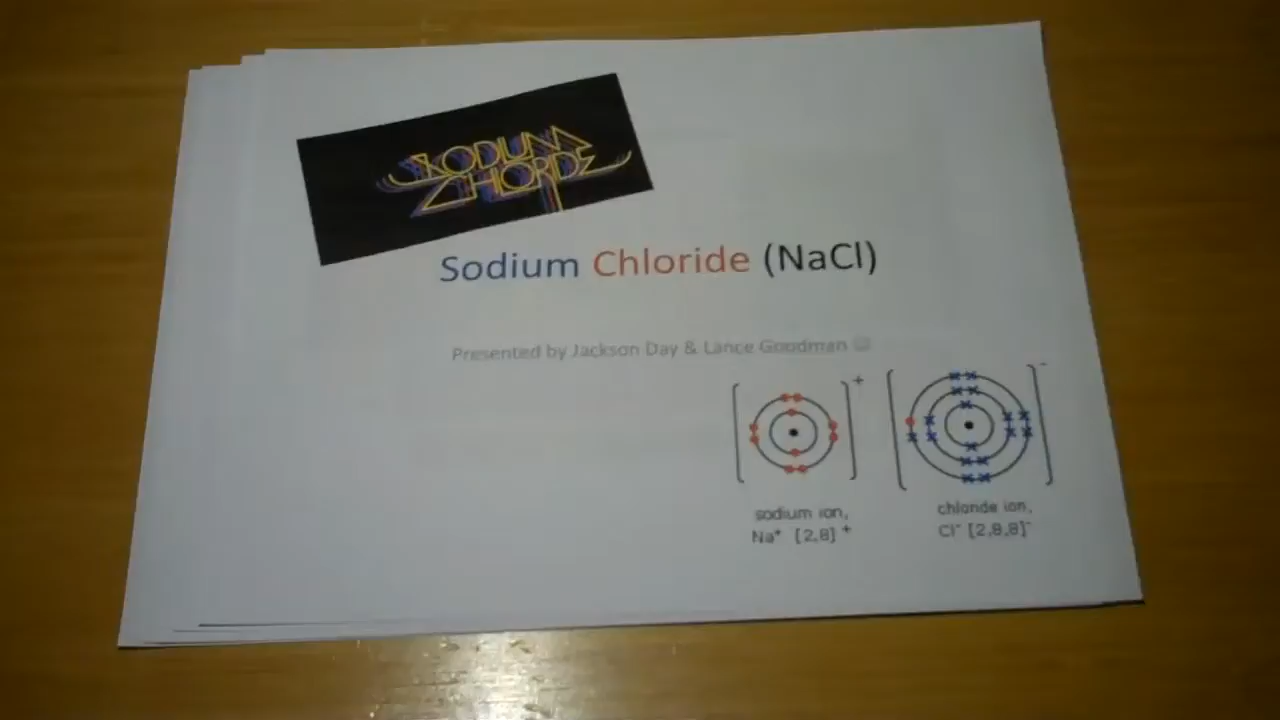 SODIUM
CHLORIDE
Sodium Chloride (NaCl)
Presented by Jackson Day & Lance Goodman
+
-
sodium ion,
Na⁺ [2,8]⁺
chloride ion,
Cl⁻ [2,8,8]⁻